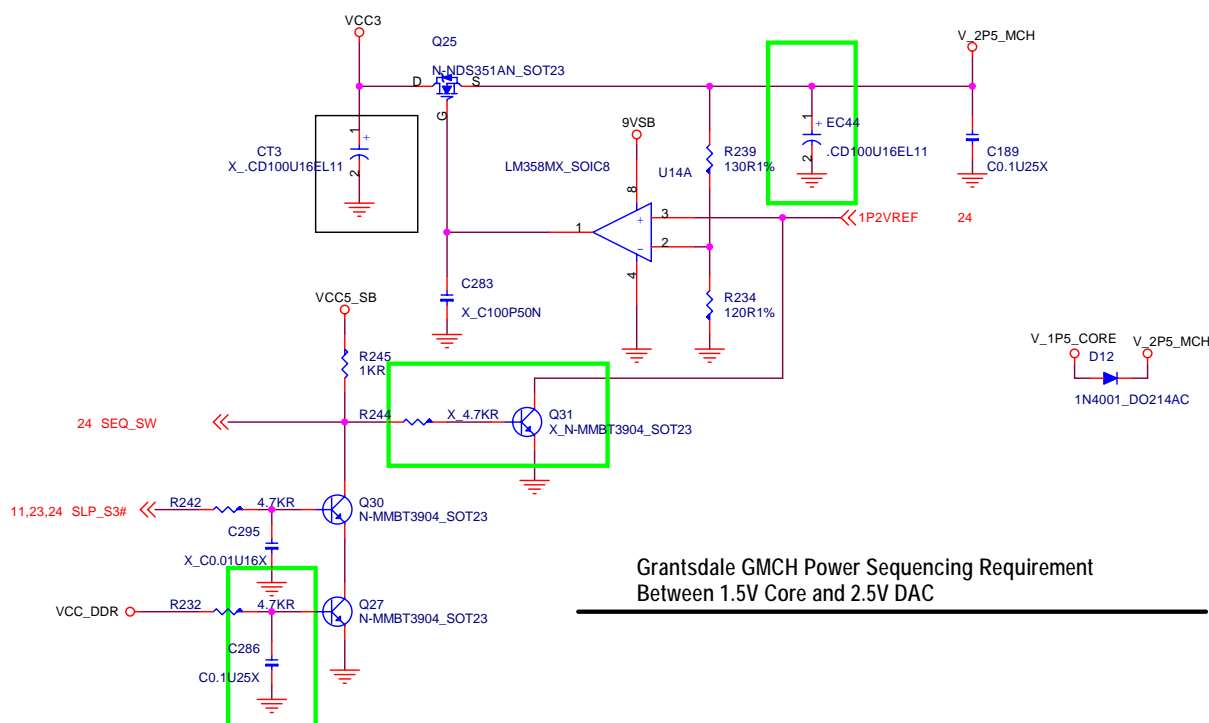 VCC3
Q25
N-NDS351AN_SOT23
D
S
G
V_2P5_MCH
1
+
CT3
X_.CD100U16EL11
2
9VSB
LM358MX_SOIC8
U14A
8
R239
130R1%
1
+ EC44
.CD100U16EL11
2
C189
C0.1U25X
3
+
1P2VREF 24
1
2
-
4
C283
X_C100P50N
R234
120R1%
VCC5_SB
R245
1KR
V_1P5_CORE
V_2P5_MCH
D12
1N4001_DO214AC
24 SEQ_SW
R244
X_4.7KR
Q31
X_N-MMBT3904_SOT23
11,23,24 SLP_S3#
R242
4.7KR
Q30
N-MMBT3904_SOT23
C295
X_C0.01U16X
VCC_DDR
R232
4.7KR
Q27
N-MMBT3904_SOT23
C286
C0.1U25X
Grantsdale GMCH Power Sequencing Requirement
Between 1.5V Core and 2.5V DAC